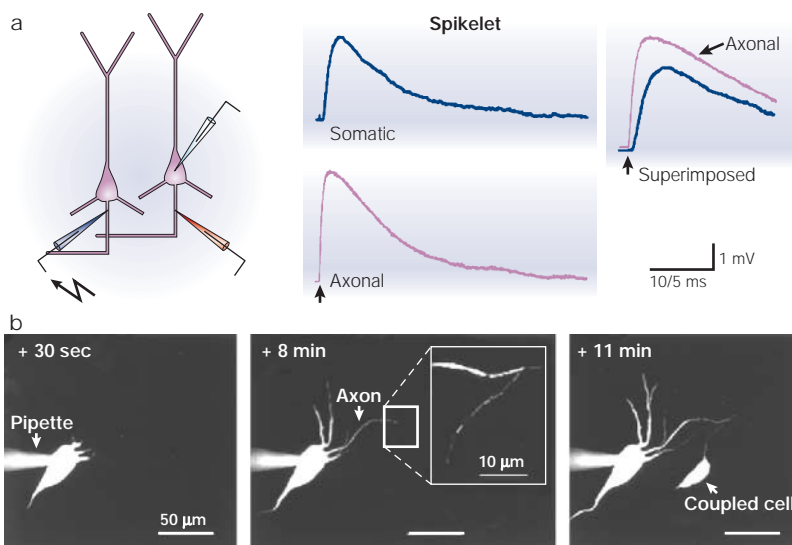 a
Spikelet
Somatic
Axonal
Axonal
Superimposed
1 mV
10/5 ms
b
+ 30 sec
Pipette
50 µm
+ 8 min
Axon
10 µm
+ 11 min
Coupled cell